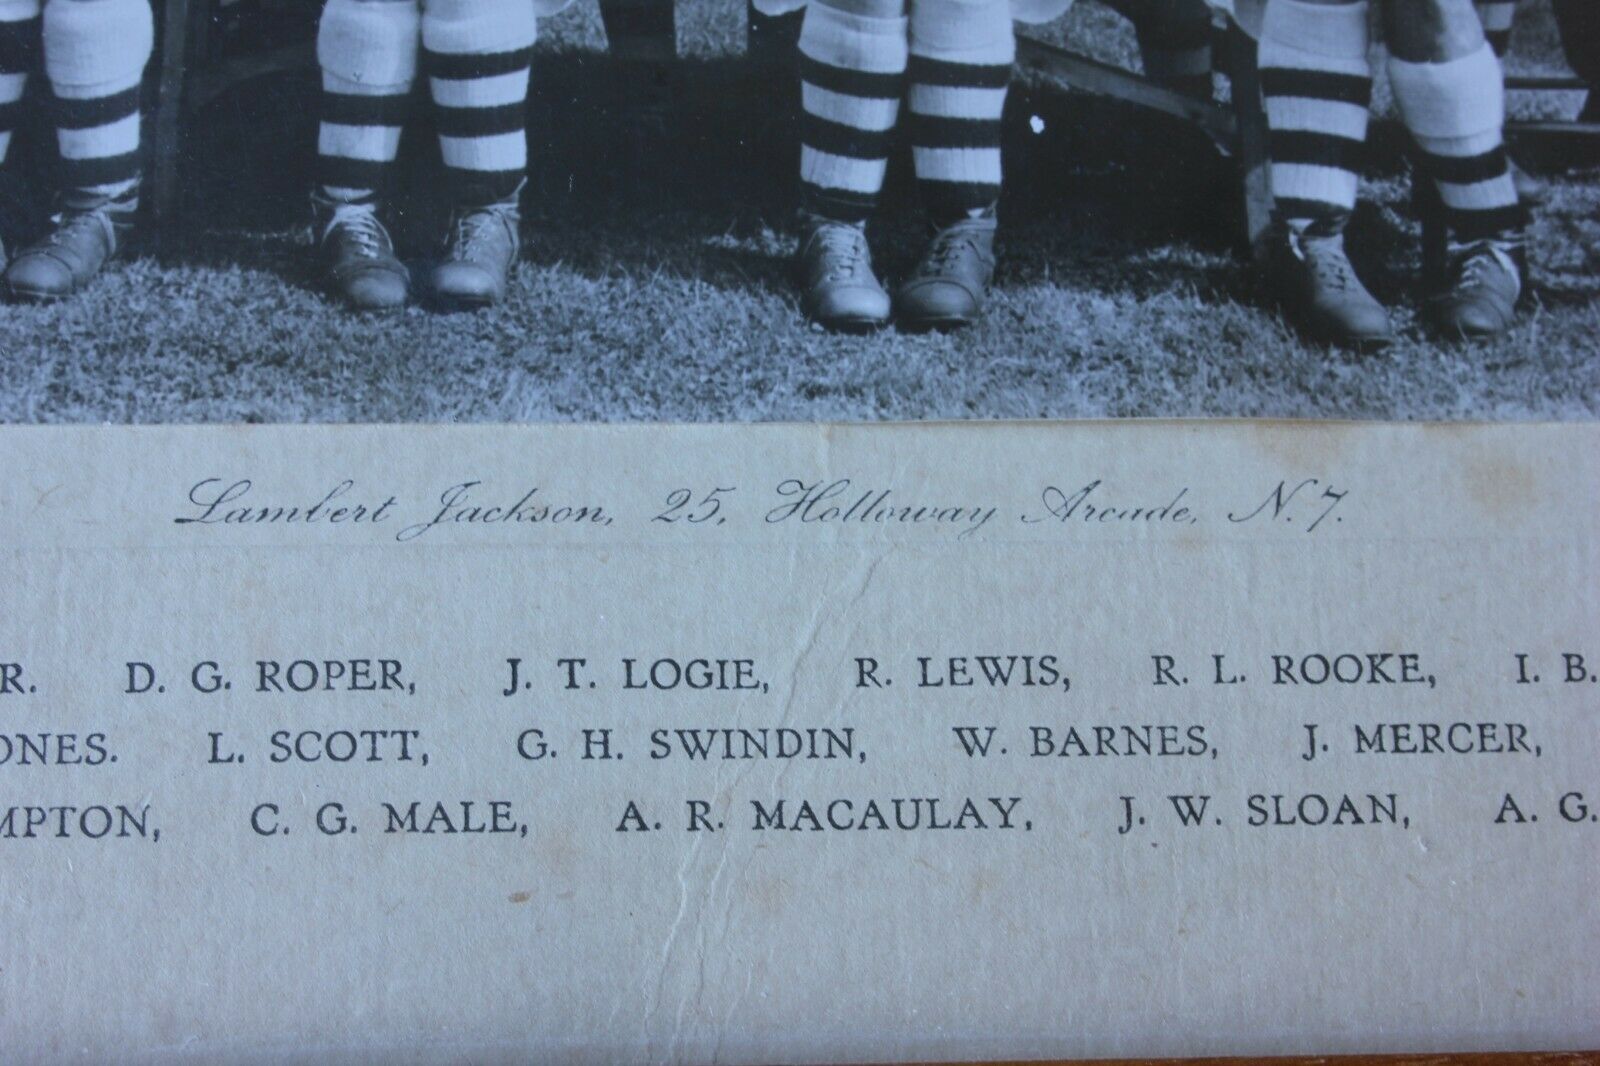 Lambert Jackson, 25, Holloway Arcade, N.7.
R. D. G. ROPER, J. T. LOGIE, R. LEWIS, R. L. ROOKE, I. B.
ONES. L. SCOTT, G. H. SWINDIN, W. BARNES, J. MERCER,
MPTON, C. G. MALE, A. R. MACAULAY, J. W. SLOAN, A. G.